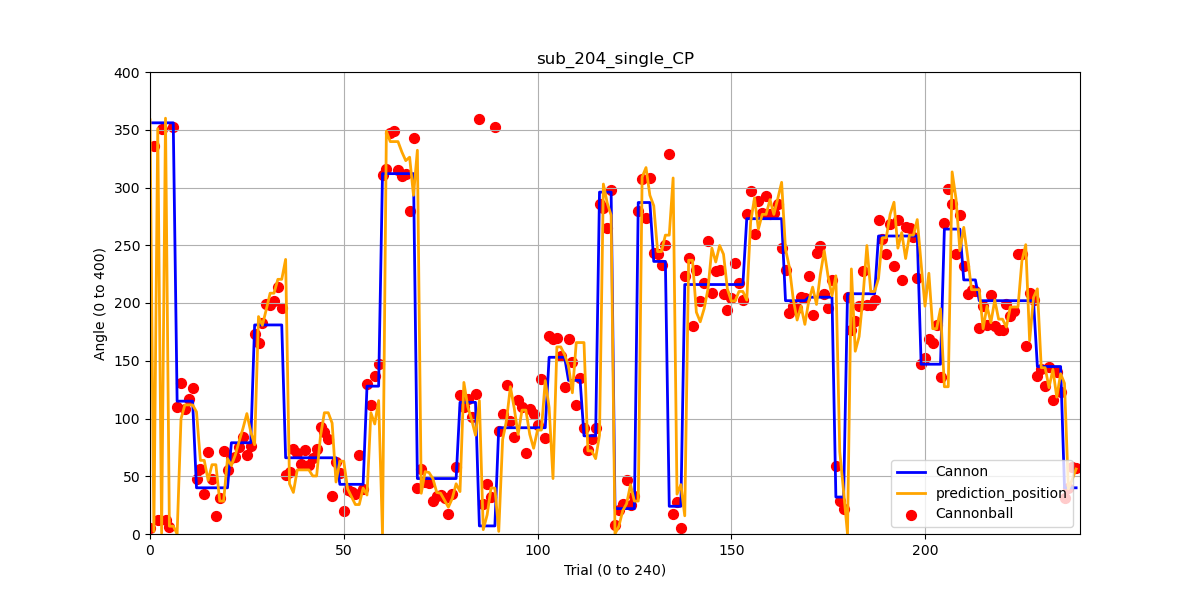 sub_204_single_CP
400
350
300
250
200
150
100
50
0
Angle (0 to 400)
0 50 100 150 200
Trial (0 to 240)
Cannon
prediction_position
Cannonball